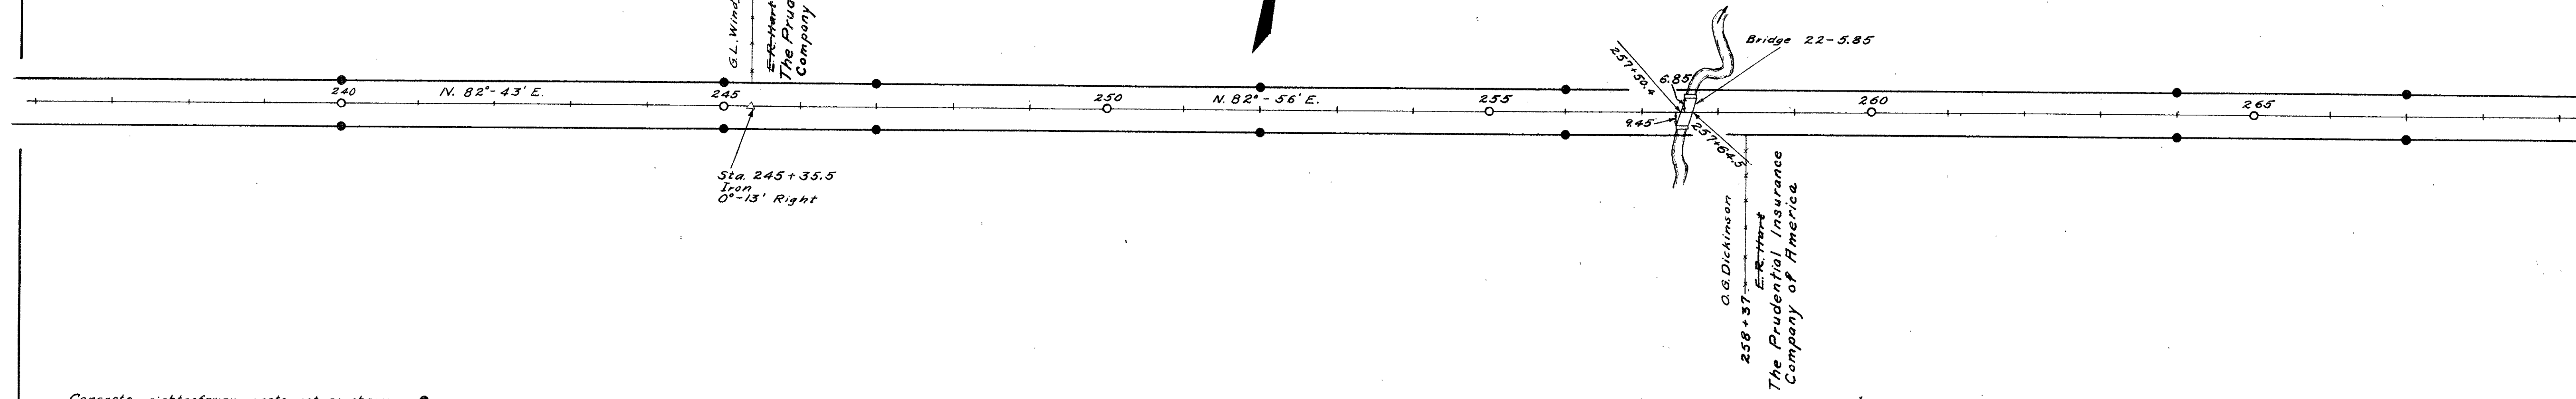 G.L. Wind
E.R. Hart
The Pru
Company
240
N. 82°-43' E.
245
250
N. 82°-56' E.
255
257+50.4
6.85
Bridge 22-5.85
9.45
257+64.5
260
265
Sta. 245+35.5
Iron
0°-13' Right
O.G. Dickinson
258+37
E.R. Hart
The Prudential Insurance
Company of America